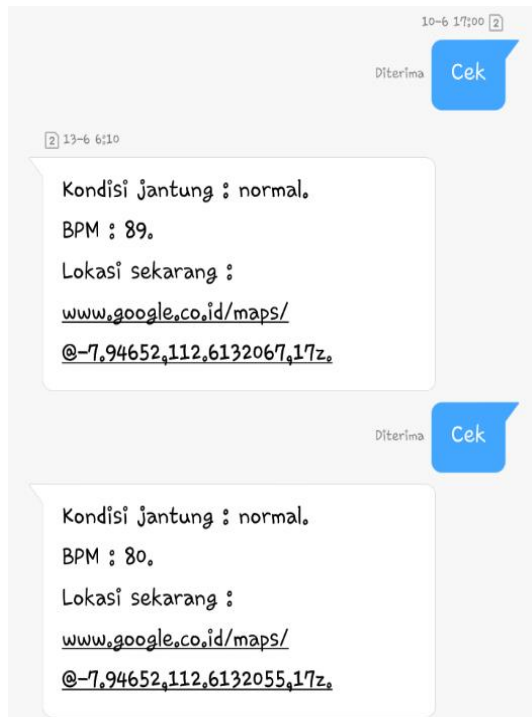 10-6 17:00 2
Diterima Cek
2 13-6 6:10
Kondisi jantung : normal.
BPM : 89.
Lokasi sekarang :
www.google.co.id/maps/
@-7.94652,112.6132067,17z.
Diterima Cek
Kondisi jantung : normal.
BPM : 80.
Lokasi sekarang :
www.google.co.id/maps/
@-7.94652,112.6132055,17z.